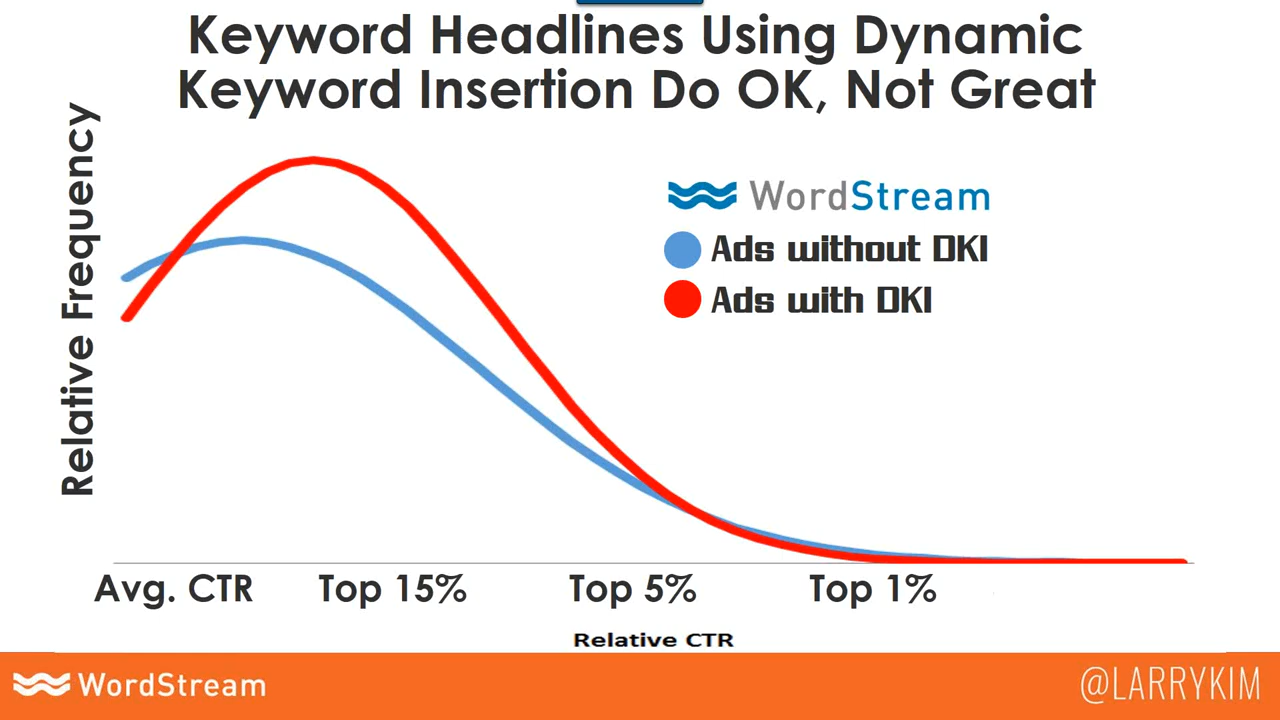 Keyword Headlines Using Dynamic
Keyword Insertion Do OK, Not Great
Relative Frequency
WordStream
Ads without DKI
Ads with DKI
Avg. CTR Top 15% Top 5% Top 1%
Relative CTR
WordStream @LARRYKIM